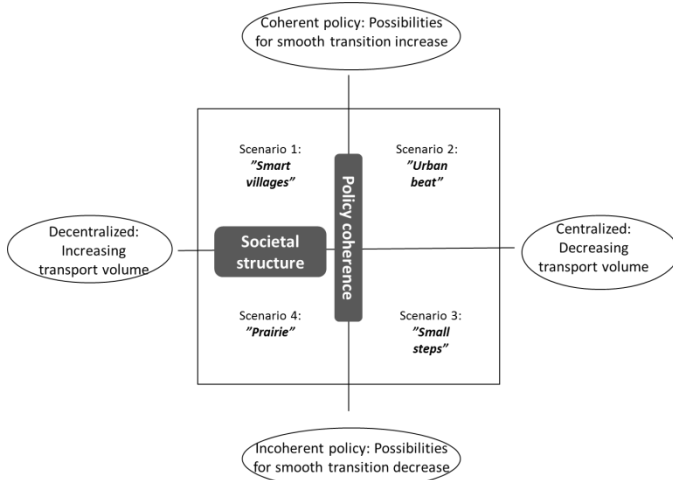 Coherent policy: Possibilities
for smooth transition increase
Scenario 1:
”Smart
villages”
Scenario 2:
”Urban
beat”
Policy coherence
Decentralized:
Increasing
transport volume
Societal
structure
Centralized:
Decreasing
transport volume
Scenario 4:
”Prairie”
Scenario 3:
”Small
steps”
Incoherent policy: Possibilities
for smooth transition decrease